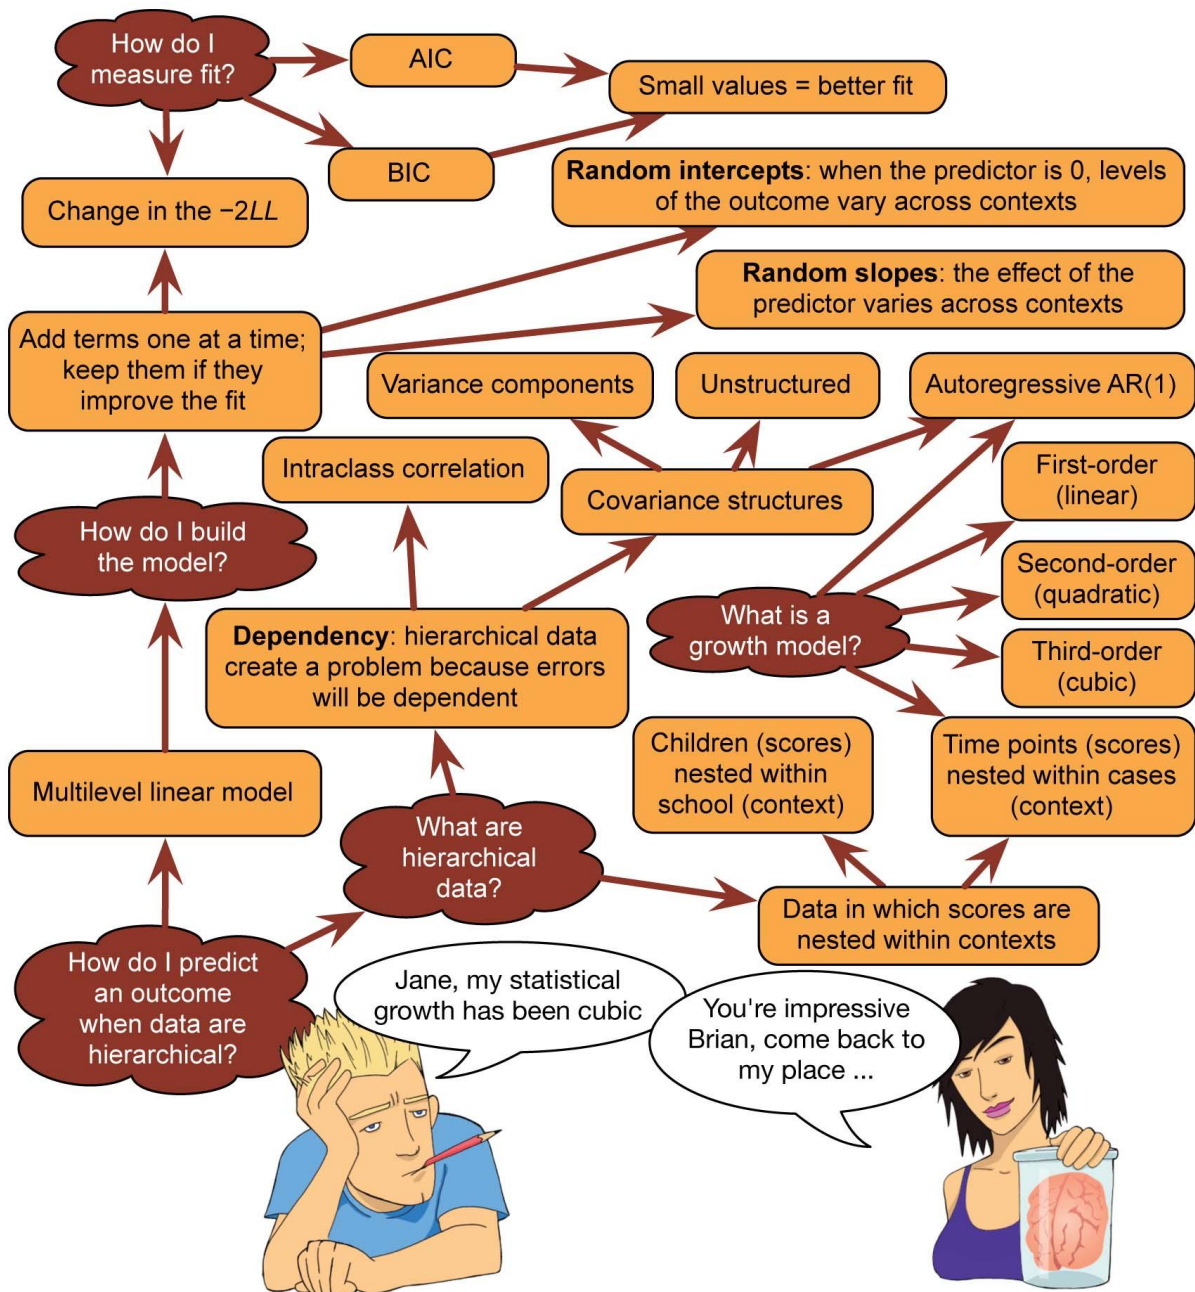 How do I
measure fit?
AIC
Small values = better fit
BIC
Random intercepts: when the predictor is 0, levels
of the outcome vary across contexts
Change in the −2LL
Random slopes: the effect of the
predictor varies across contexts
Add terms one at a time;
keep them if they
improve the fit
Variance components
Unstructured
Autoregressive AR(1)
Intraclass correlation
Covariance structures
First-order
(linear)
How do I build
the model?
Second-order
(quadratic)
What is a
growth model?
Dependency: hierarchical data
create a problem because errors
will be dependent
Third-order
(cubic)
Children (scores)
nested within
school (context)
Time points (scores)
nested within cases
(context)
Multilevel linear model
What are
hierarchical
data?
Data in which scores are
nested within contexts
How do I predict
an outcome
when data are
hierarchical?
Jane, my statistical
growth has been cubic
You're impressive
Brian, come back to
my place ...